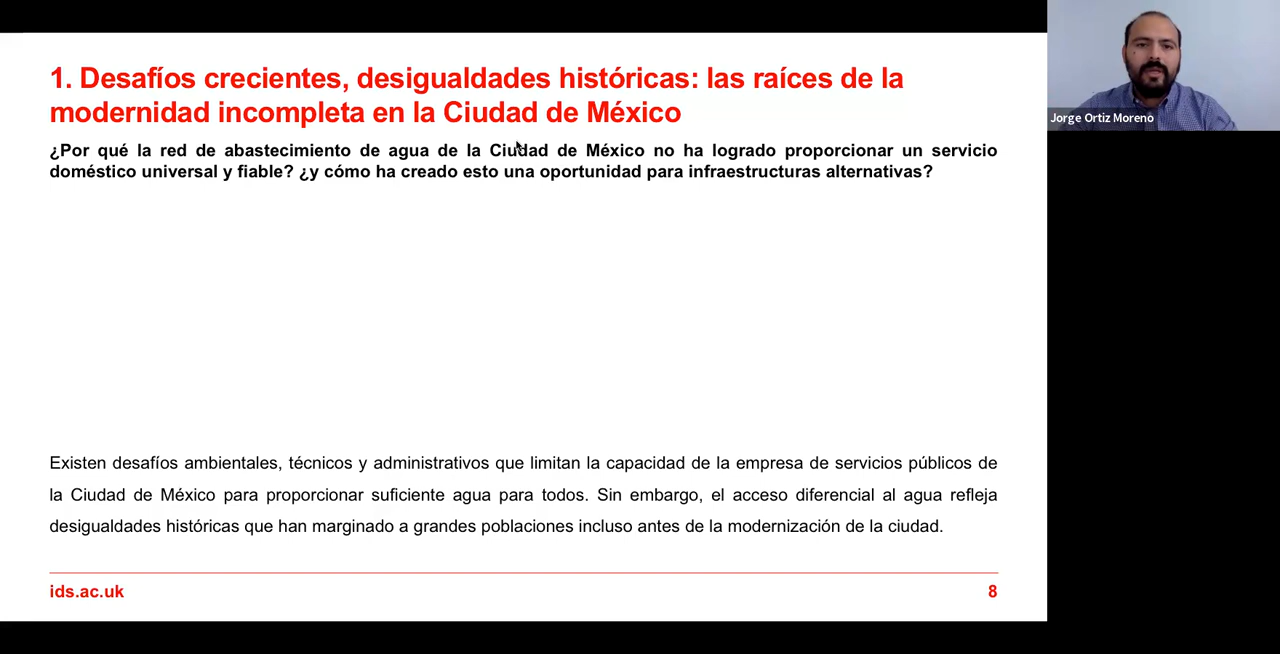 1. Desafíos crecientes, desigualdades históricas: las raíces de la
modernidad incompleta en la Ciudad de México
¿Por qué la red de abastecimiento de agua de la Ciudad de México no ha logrado proporcionar un servicio
doméstico universal y fiable? ¿y cómo ha creado esto una oportunidad para infraestructuras alternativas?
Existen desafíos ambientales, técnicos y administrativos que limitan la capacidad de la empresa de servicios públicos de
la Ciudad de México para proporcionar suficiente agua para todos. Sin embargo, el acceso diferencial al agua refleja
desigualdades históricas que han marginado a grandes poblaciones incluso antes de la modernización de la ciudad.
ids.ac.uk
8
Jorge Ortiz Moreno